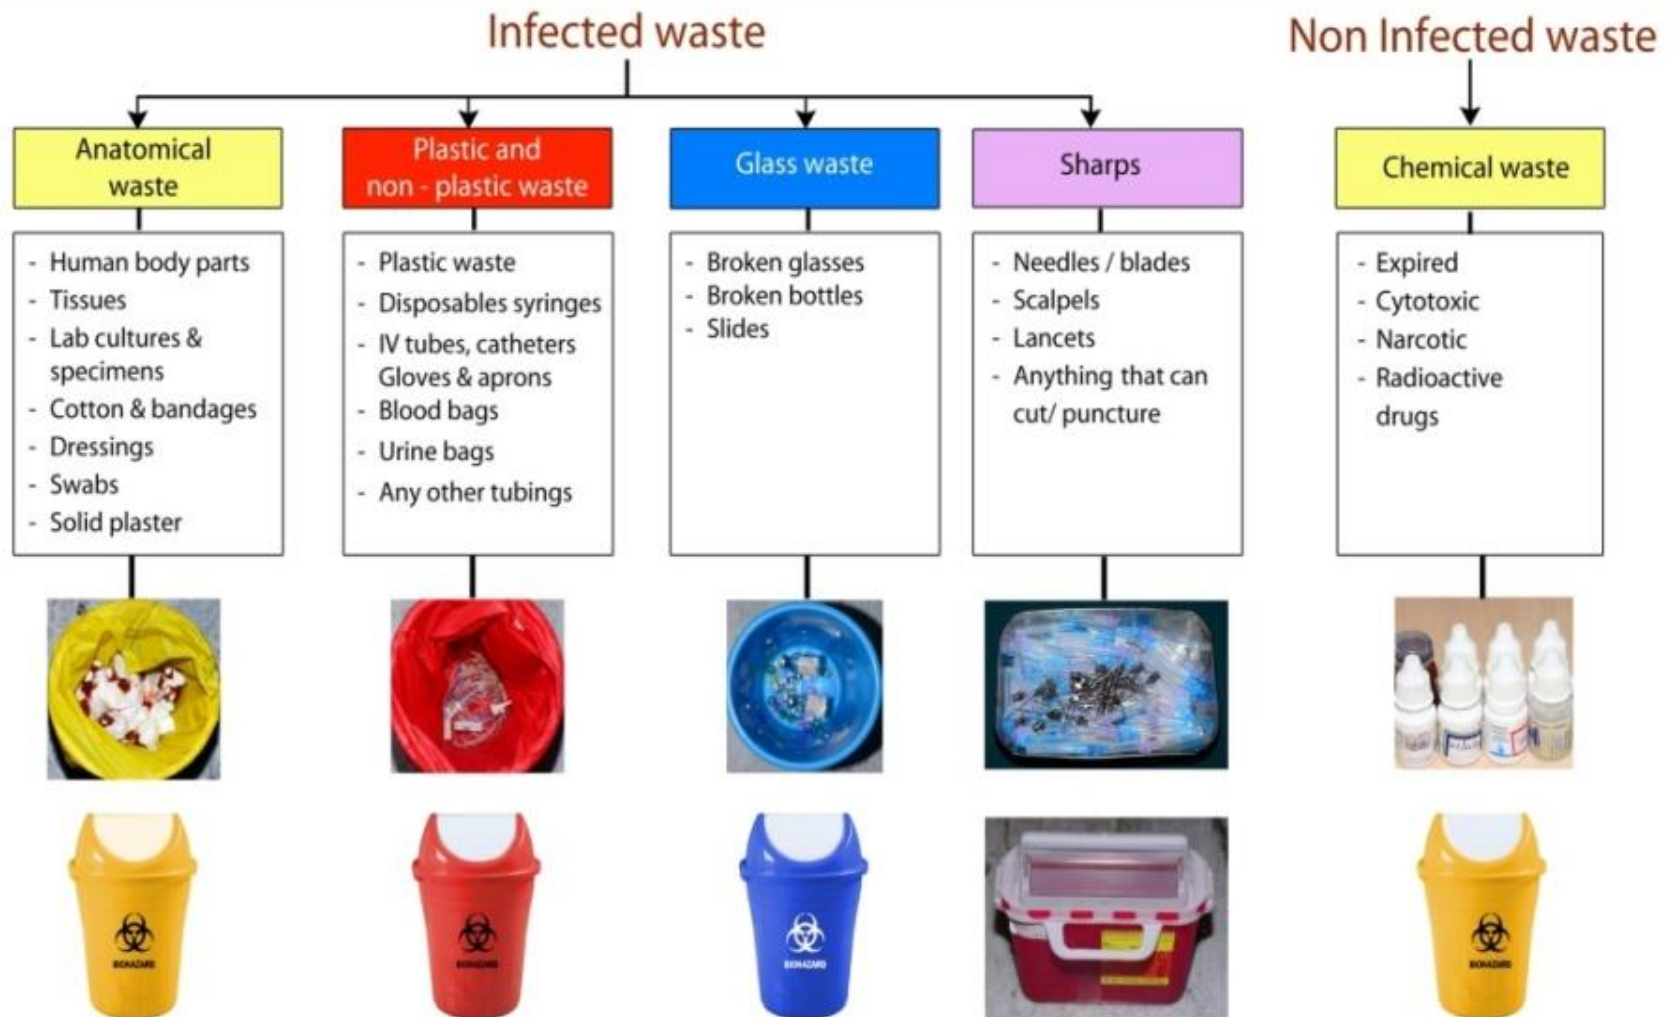 Infected waste
Non Infected waste
Anatomical
waste
- Human body parts
- Tissues
- Lab cultures &
specimens
- Cotton & bandages
- Dressings
- Swabs
- Solid plaster
Plastic and
non - plastic waste
- Plastic waste
- Disposables syringes
- IV tubes, catheters
Gloves & aprons
- Blood bags
- Urine bags
- Any other tubings
Glass waste
- Broken glasses
- Broken bottles
- Slides
Sharps
- Needles / blades
- Scalpels
- Lancets
- Anything that can
cut/ puncture
Chemical waste
- Expired
- Cytotoxic
- Narcotic
- Radioactive
drugs
BIOHAZARD
BIOHAZARD
BIOHAZARD
BIOHAZARD